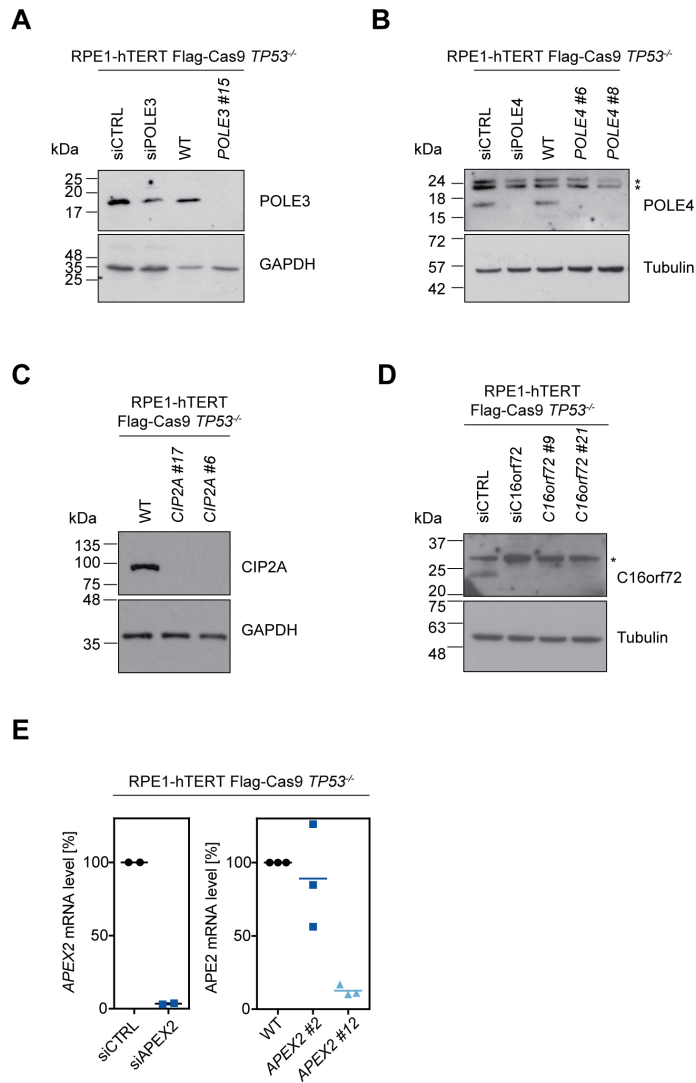 A
RPE1-hTERT Flag-Cas9 TP53-/-
kDa
siCTRL
siPOLE3
WT
POLE3 #15
25
20
17
POLE3
48
35
25
GAPDH
B
RPE1-hTERT Flag-Cas9 TP53-/-
kDa
siCTRL
siPOLE4
WT
POLE4 #6
POLE4 #8
24
18
15
*
*
POLE4
72
57
42
Tubulin
C
RPE1-hTERT
Flag-Cas9 TP53-/-
kDa
WT
CIP2A #17
CIP2A #6
135
100
75
CIP2A
48
35
GAPDH
D
RPE1-hTERT
Flag-Cas9 TP53-/-
kDa
siCTRL
siC16orf72
C16orf72 #9
C16orf72 #21
37
25
20
*
C16orf72
75
63
48
Tubulin
E
RPE1-hTERT Flag-Cas9 TP53-/-
APEX2 mRNA level [%]
100
50
0
siCTRL
siAPEX2
APE2 mRNA level [%]
100
50
0
WT
APEX2 #2
APEX2 #12